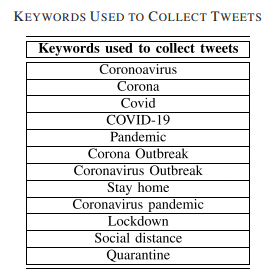 KEYWORDS USED TO COLLECT TWEETS
Keywords used to collect tweets
Coronoavirus
Corona
Covid
COVID-19
Pandemic
Corona Outbreak
Coronavirus Outbreak
Stay home
Coronavirus pandemic
Lockdown
Social distance
Quarantine